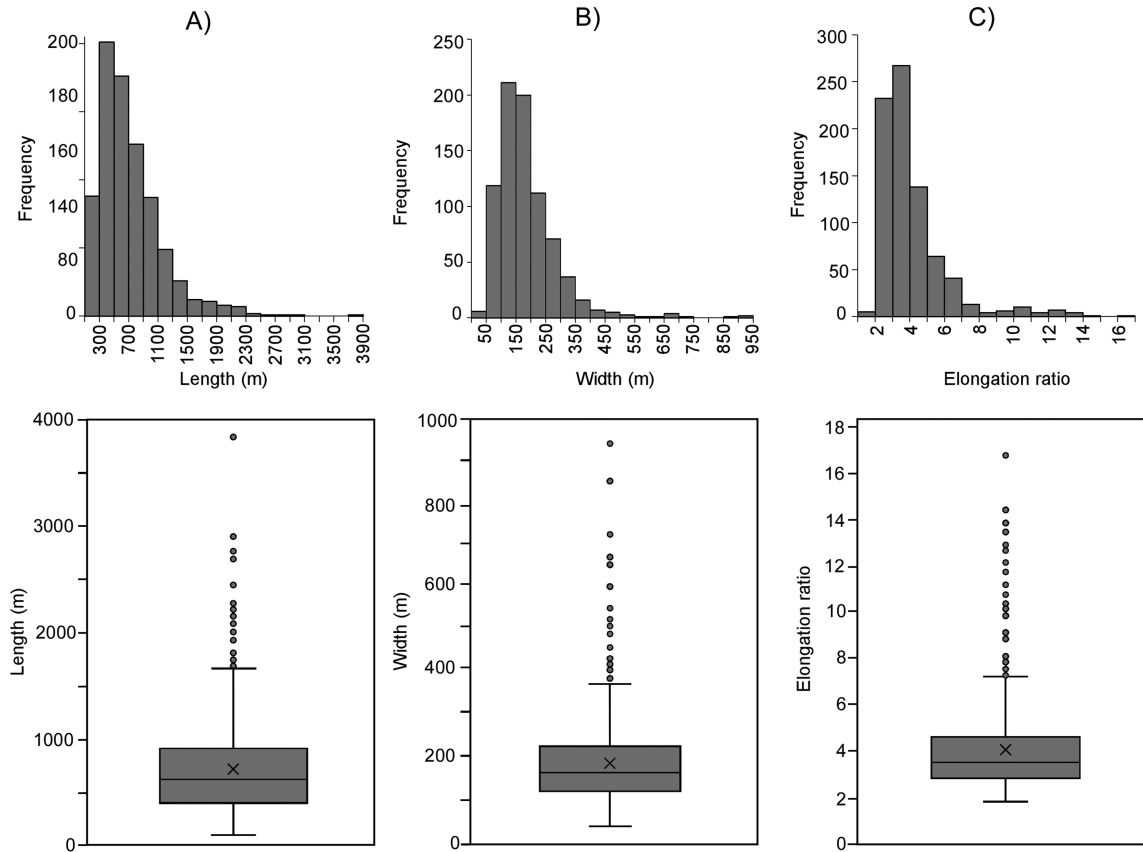 A)
B)
C)
Frequency
200
180
160
140
80
0
300 700 1100 1500 1900 2300 2700 3100 3500 3900
Length (m)
Frequency
250
200
150
100
50
0
50 150 250 350 450 550 650 750 850 950
Width (m)
Frequency
300
250
200
150
100
50
0
2 4 6 8 10 12 14 16
Elongation ratio
Length (m)
4000
3000
2000
1000
0
Width (m)
1000
800
600
400
200
0
Elongation ratio
18
16
14
12
10
8
6
4
2
0